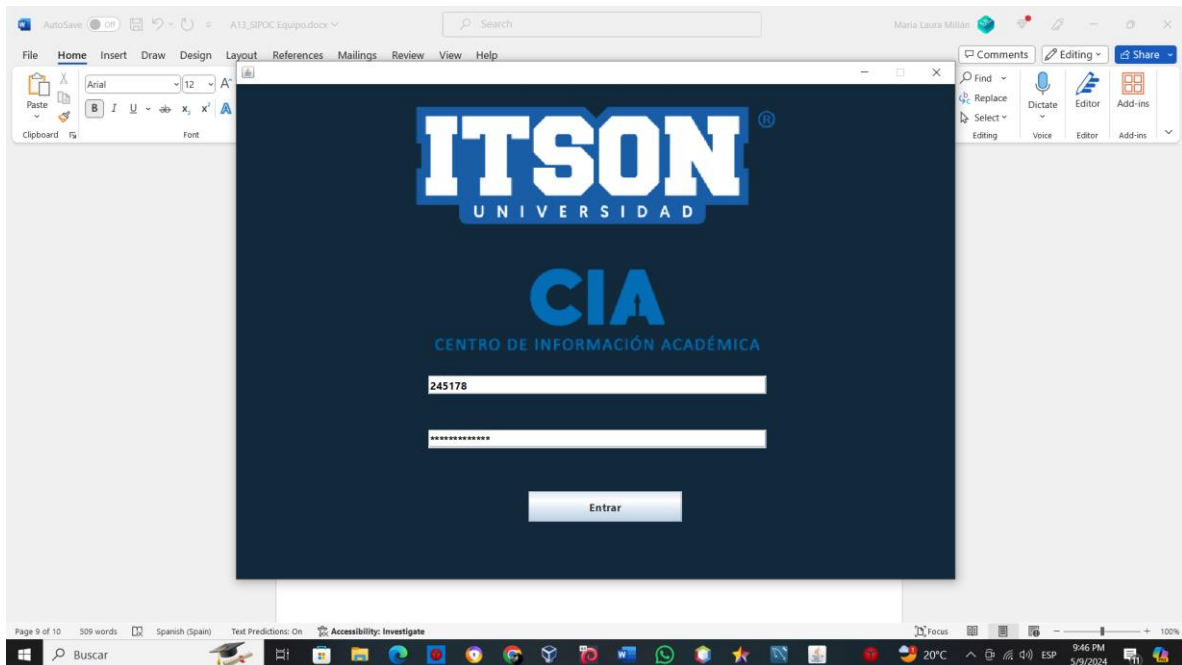 AutoSave Off A13_SIPOC Equipo.docx Search Maria Laura Millán
File Home Insert Draw Design Layout References Mailings Review View Help Comments Editing Share
Paste
Clipboard
Arial 12 A
B I U ab x₂ x² A
Font
Find
Replace
Select
Editing
Dictate
Voice
Editor
Editor
Add-ins
Add-ins
ITSON ®
UNIVERSIDAD
CIA
CENTRO DE INFORMACIÓN ACADÉMICA
245178
*************
Entrar
Page 9 of 10 509 words Spanish (Spain) Text Predictions: On Accessibility: Investigate Focus 100%
Buscar 20°C ESP 9:46 PM
5/9/2024